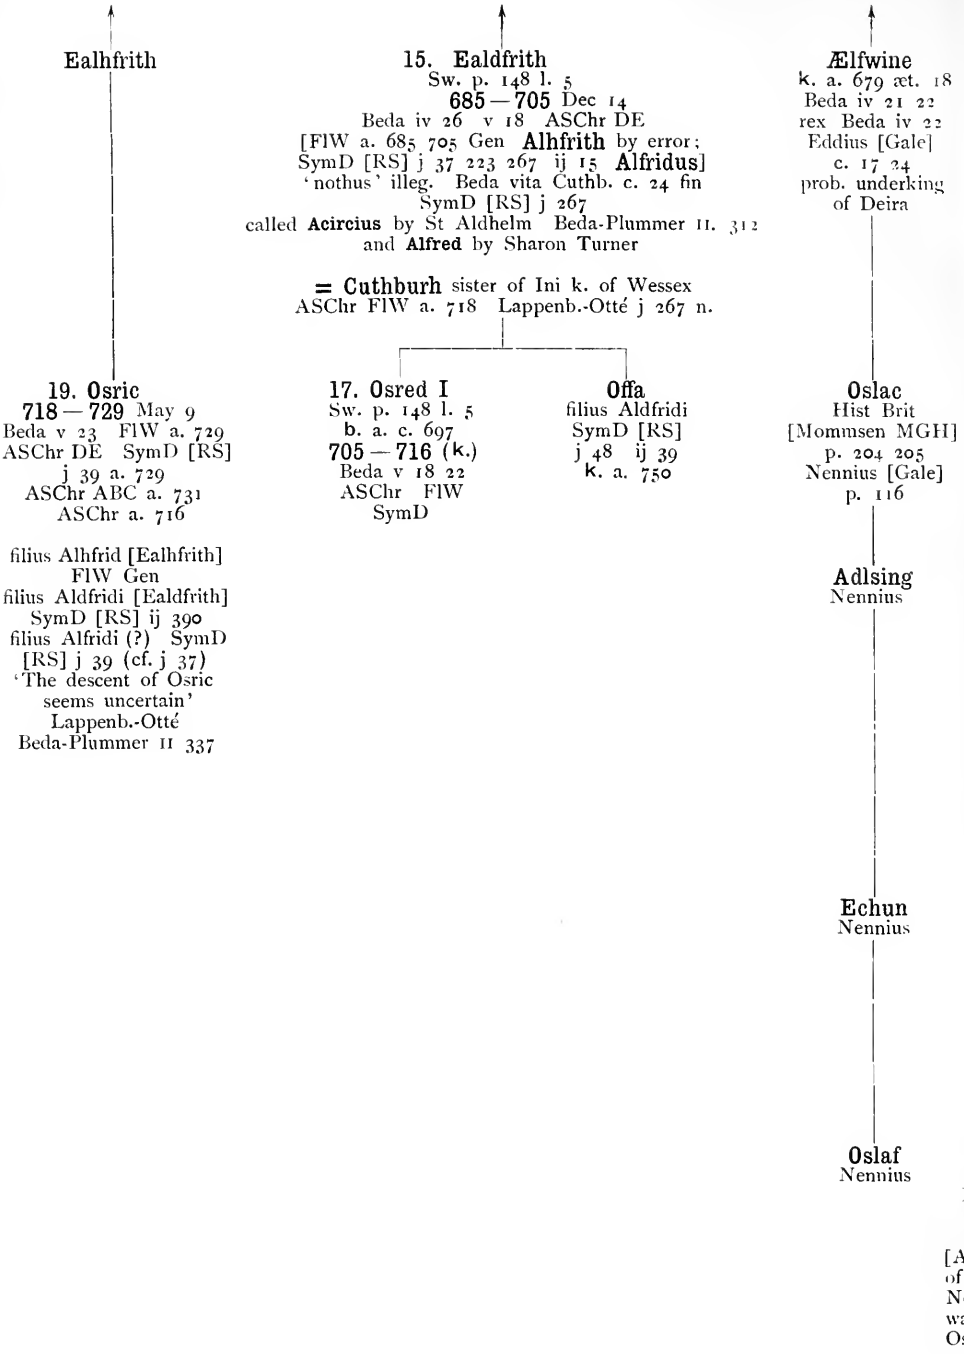 Ealhfrith
19. Osric
718 — 729 May 9
Beda v 23 FlW a. 729
ASChr DE SymD [RS]
j 39 a. 729
ASChr ABC a. 731
ASChr a. 716
filius Alhfrid [Ealhfrith]
FlW Gen
filius Aldfridi [Ealdfrith]
SymD [RS] ij 390
filius Alfridi (?) SymD
[RS] j 39 (cf. j 37)
'The descent of Osric
seems uncertain'
Lappenb.-Otté
Beda-Plummer II 337
15. Ealdfrith
Sw. p. 148 l. 5
685 — 705 Dec 14
Beda iv 26 v 18 ASChr DE
[FlW a. 685 705 Gen Alhfrith by error;
SymD [RS] j 37 223 267 ij 15 Alfridus]
'nothus' illeg. Beda vita Cuthb. c. 24 fin
SymD [RS] j 267
called Acircius by St Aldhelm Beda-Plummer II. 312
and Alfred by Sharon Turner
= Cuthburh sister of Ini k. of Wessex
ASChr FlW a. 718 Lappenb.-Otté j 267 n.
17. Osred I
Sw. p. 148 l. 5
b. a. c. 697
705 — 716 (k.)
Beda v 18 22
ASChr FlW
SymD
Offa
filius Aldfridi
SymD [RS]
j 48 ij 39
k. a. 750
Ælfwine
k. a. 679 æt. 18
Beda iv 21 22
rex Beda iv 22
Eddius [Gale]
c. 17 24
prob. underking
of Deira
Oslac
Hist Brit
[Mommsen MGH]
p. 204 205
Nennius [Gale]
p. 116
Adlsing
Nennius
Echun
Nennius
Oslaf
Nennius
[A
of
N
wa
Os